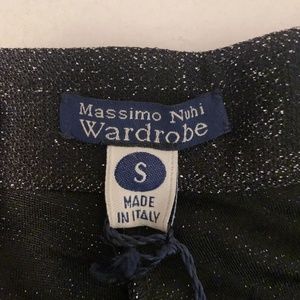 Massimo Nuhi
Wardrobe
S
MADE
IN ITALY